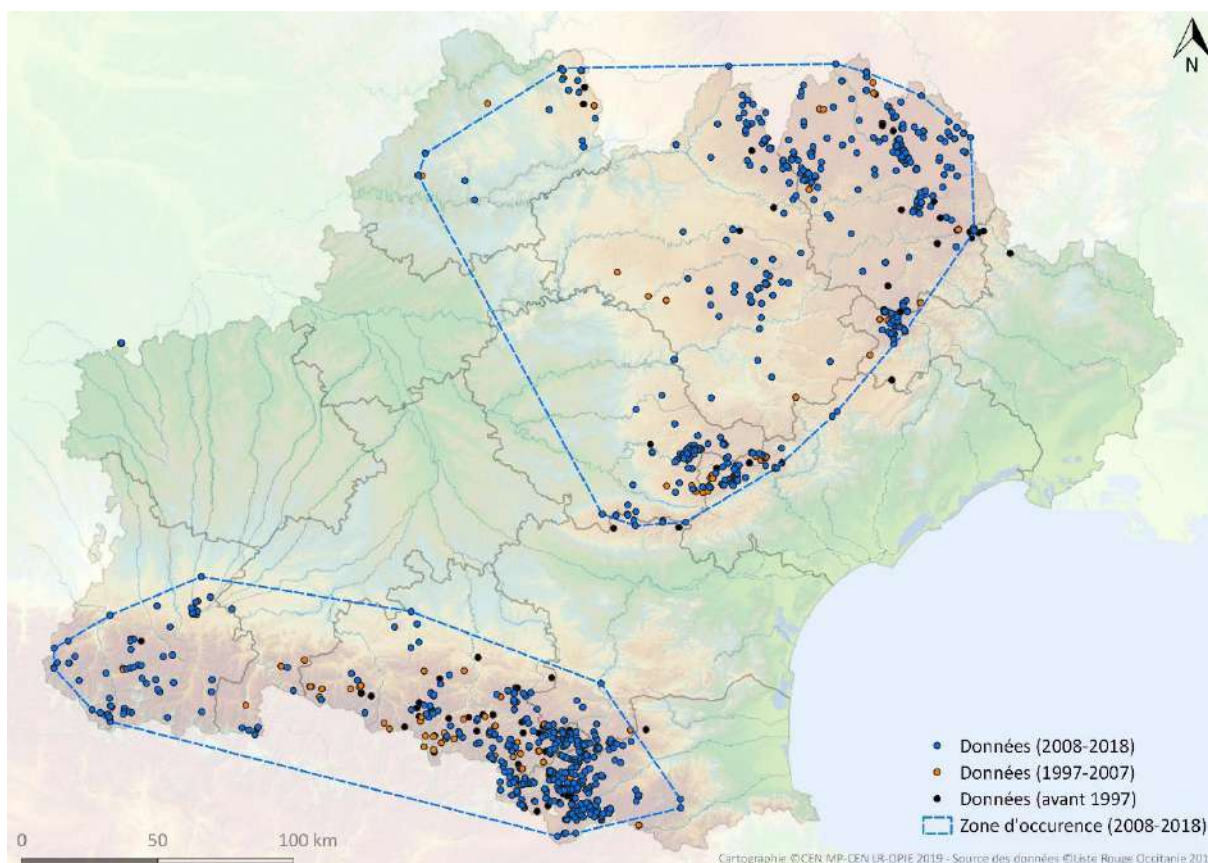 N
Données (2008-2018)
Données (1997-2007)
Données (avant 1997)
Zone d'occurence (2008-2018)
0 50 100 km
Cartographie ©CEN MP-CEN LR-OPIE 2019 - Source des données ©Liste Rouge Occitanie 201